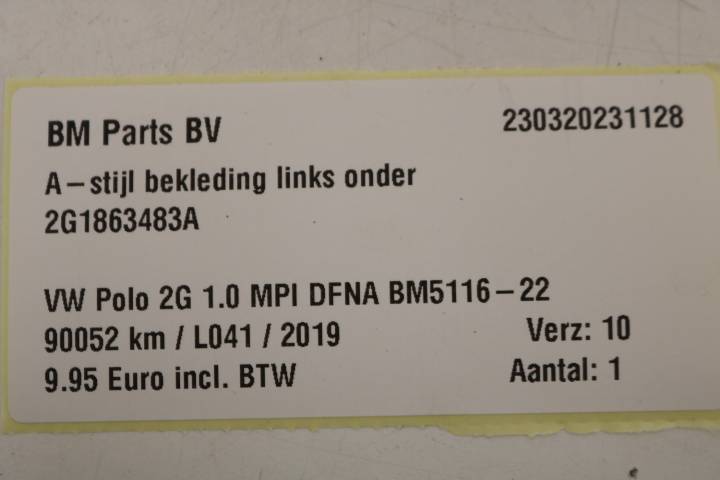 BM Parts BV 230320231128
A-stijl bekleding links onder
2G1863483A
VW Polo 2G 1.0 MPI DFNA BM5116-22
90052 km / L041 / 2019 Verz: 10
9.95 Euro incl. BTW Aantal: 1